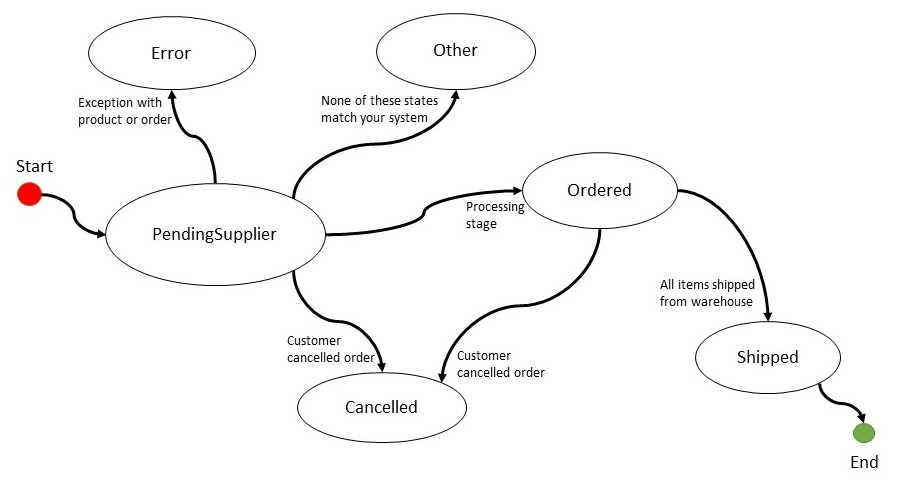 Error
Other
Exception with
product or order
None of these states
match your system
Start
Ordered
Processing
stage
PendingSupplier
All items shipped
from warehouse
Customer
cancelled order
Customer
cancelled order
Shipped
Cancelled
End